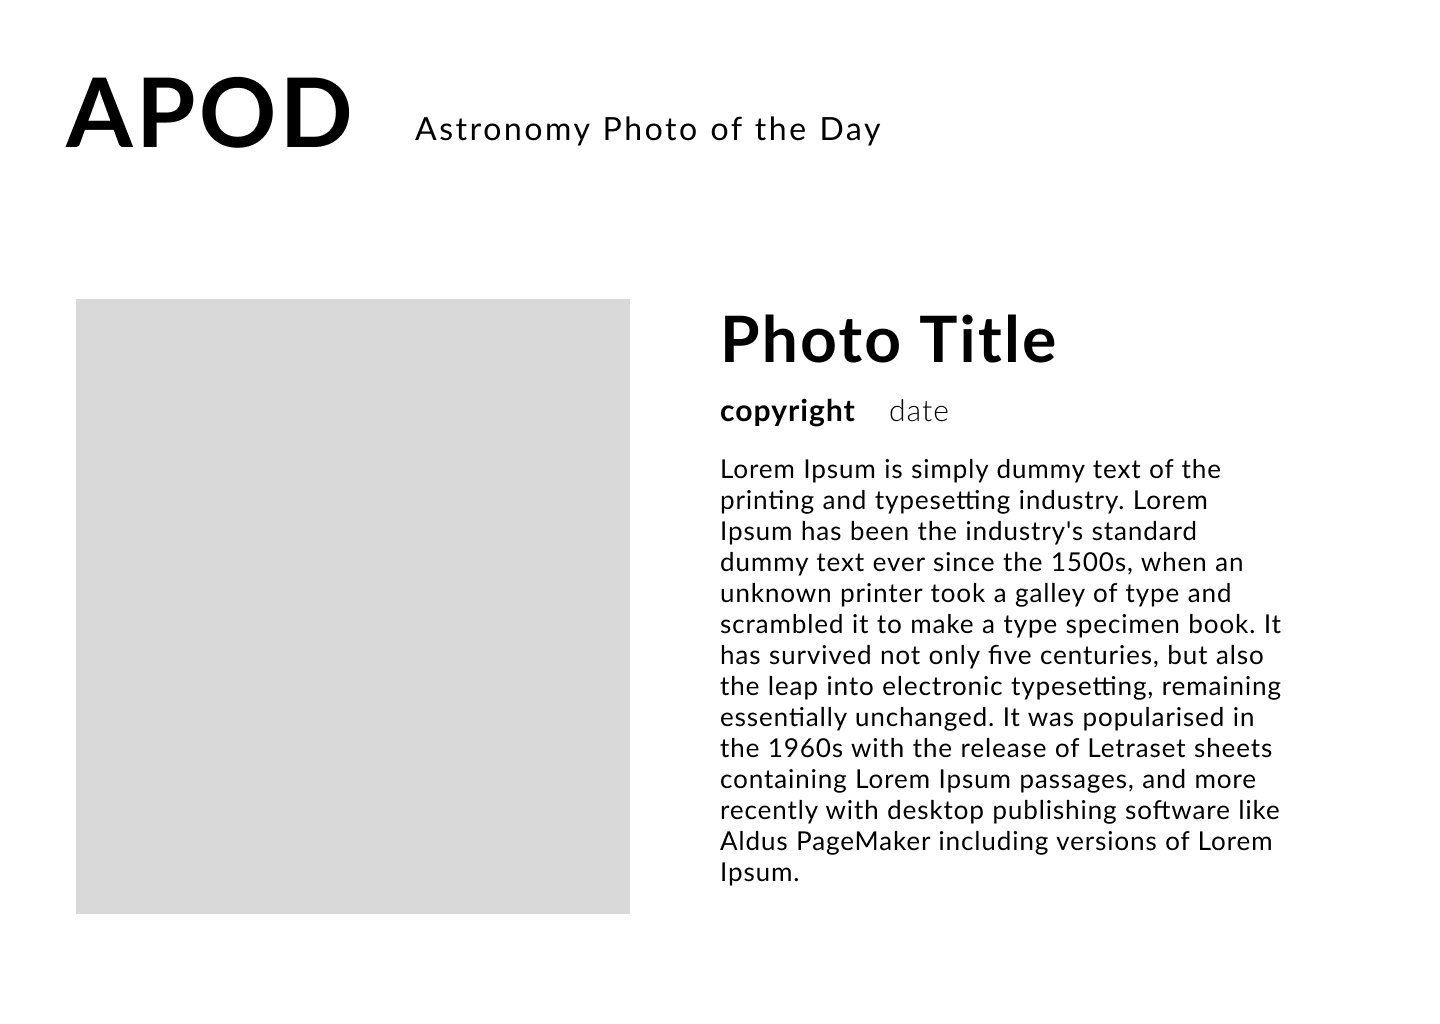 APOD
Astronomy Photo of the Day
Photo Title
copyright date
Lorem Ipsum is simply dummy text of the
printing and typesetting industry. Lorem
Ipsum has been the industry's standard
dummy text ever since the 1500s, when an
unknown printer took a galley of type and
scrambled it to make a type specimen book. It
has survived not only five centuries, but also
the leap into electronic typesetting, remaining
essentially unchanged. It was popularised in
the 1960s with the release of Letraset sheets
containing Lorem Ipsum passages, and more
recently with desktop publishing software like
Aldus PageMaker including versions of Lorem
Ipsum.